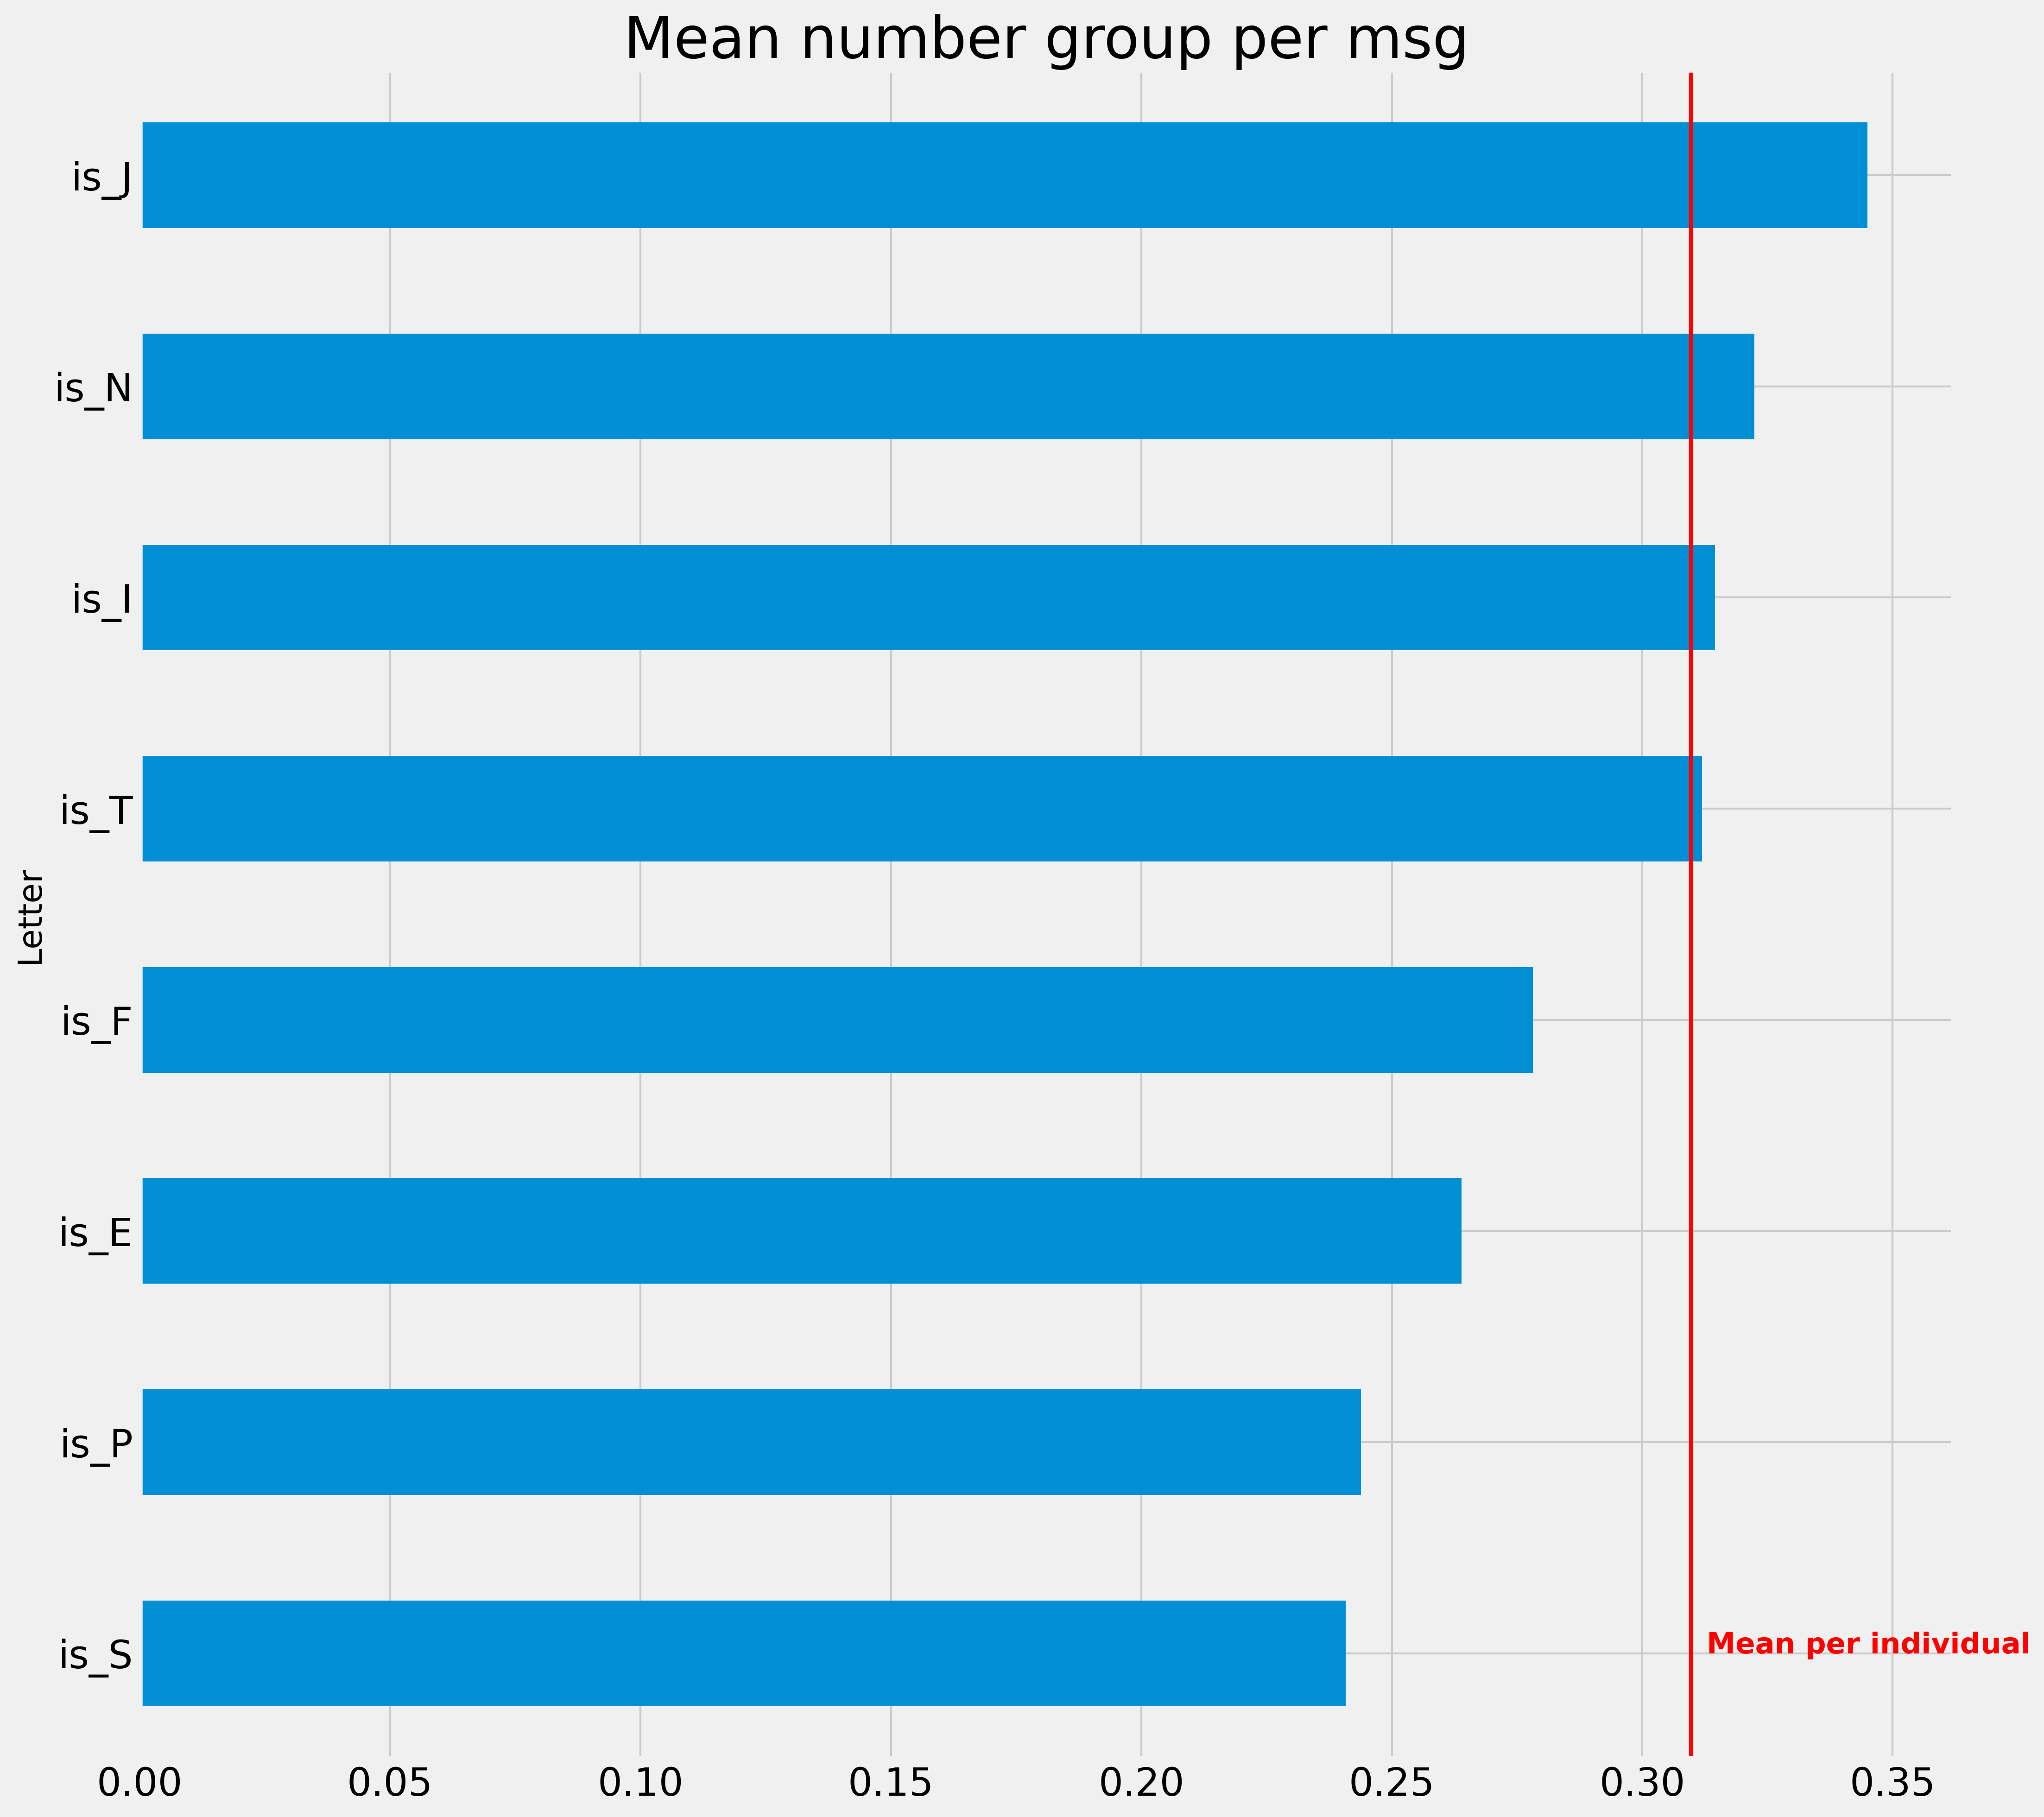 Mean number group per msg
is_J
is_N
is_I
is_T
Letter
is_F
is_E
is_P
is_S
Mean per individual
0.00 0.05 0.10 0.15 0.20 0.25 0.30 0.35